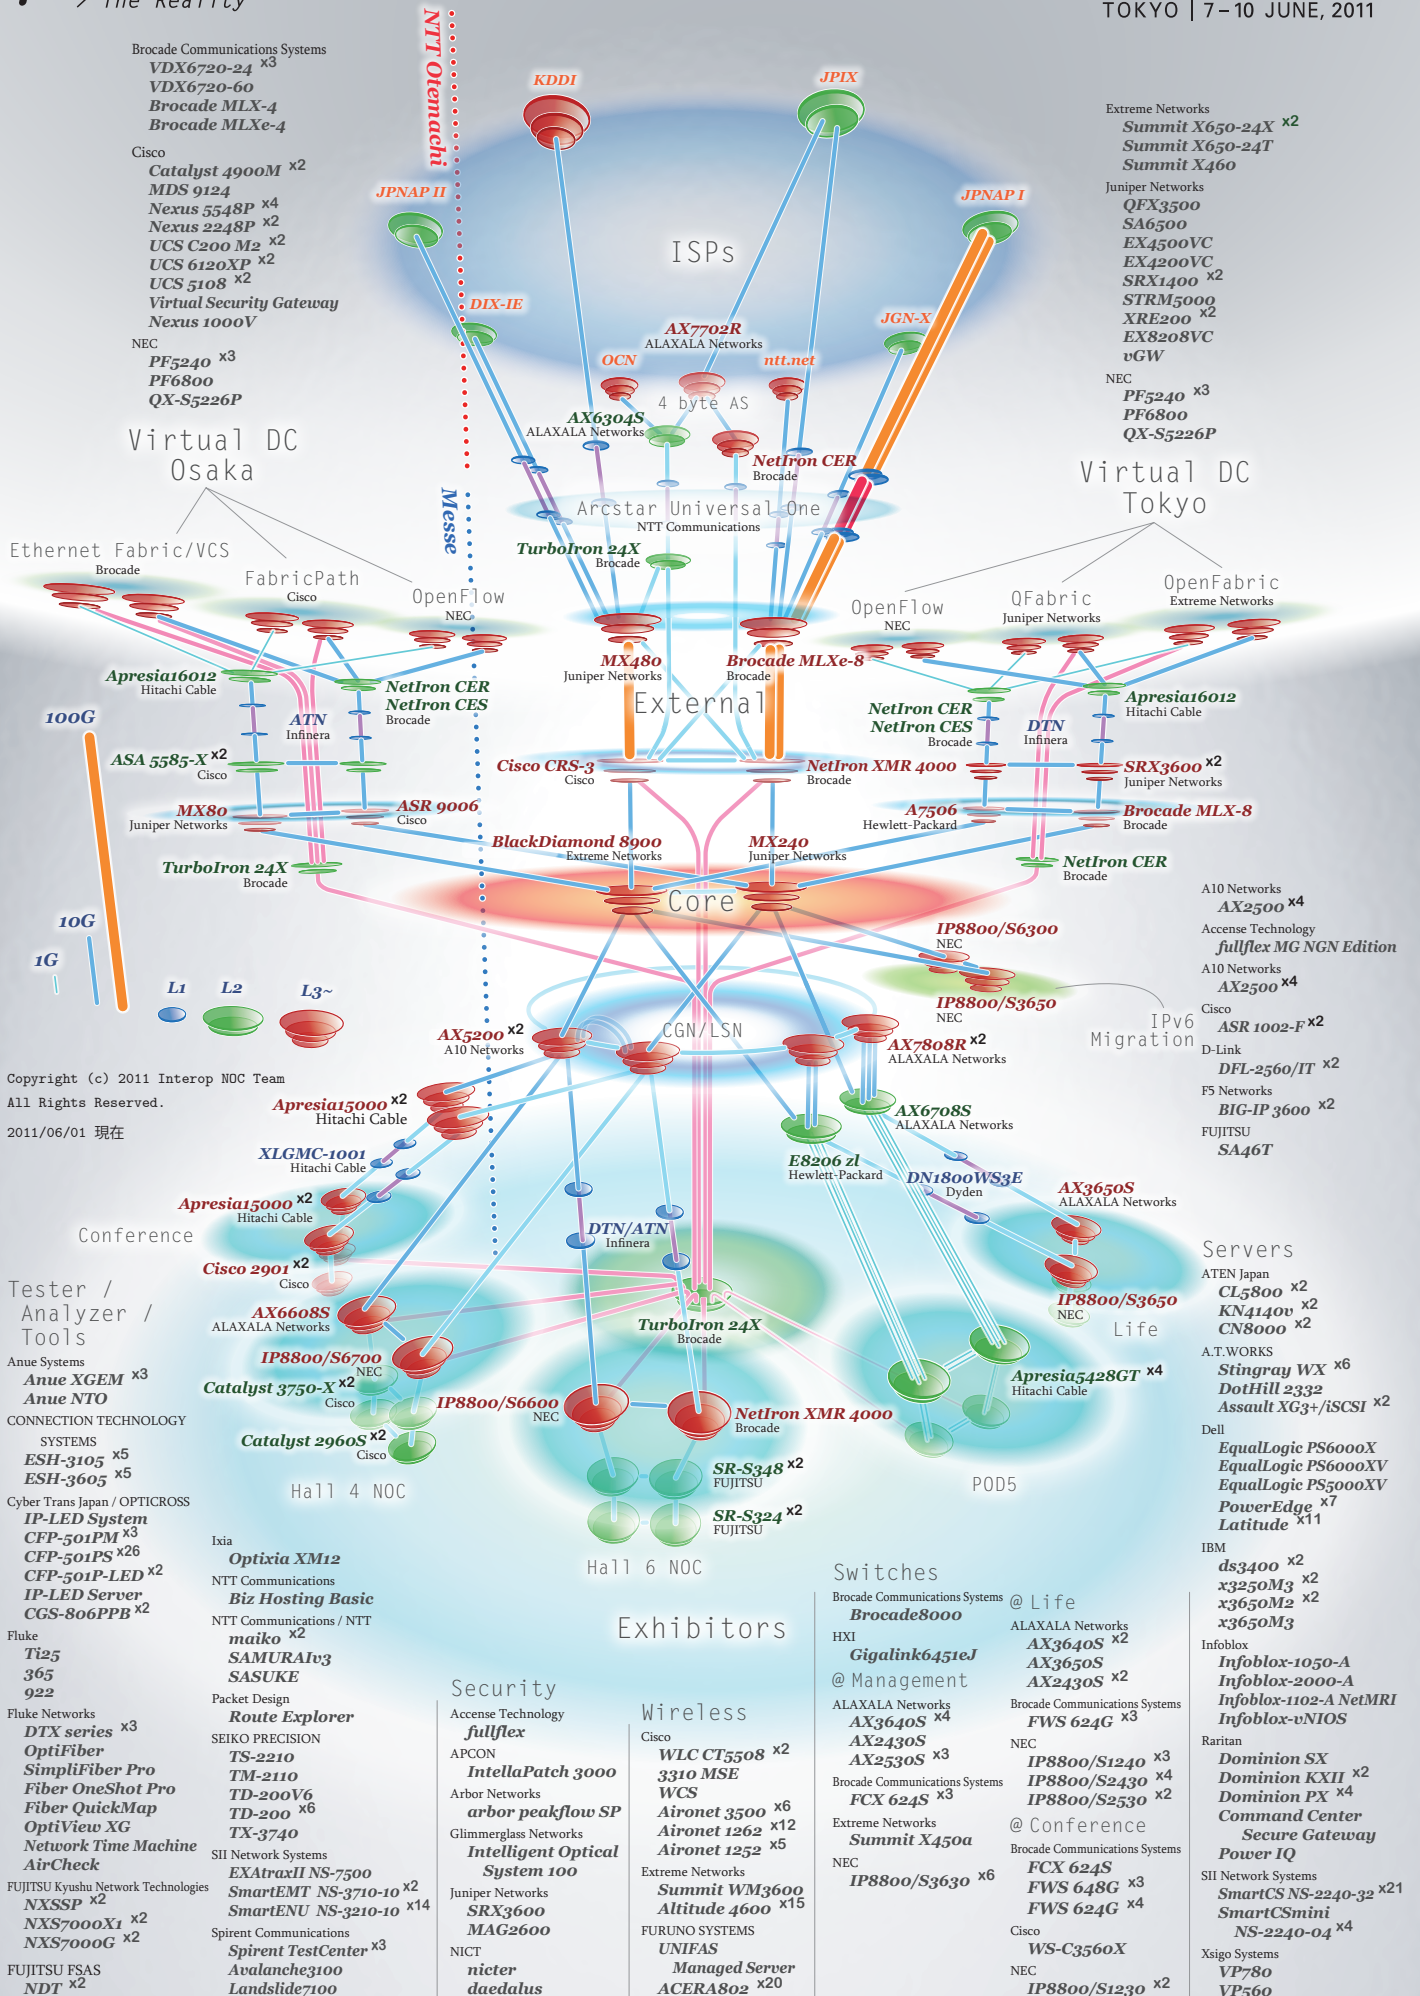 > The Reality
TOKYO | 7–10 JUNE, 2011
Brocade Communications Systems
VDX6720-24 x3
VDX6720-60
Brocade MLX-4
Brocade MLXe-4
Cisco
Catalyst 4900M x2
MDS 9124
Nexus 5548P x4
Nexus 2248P x2
UCS C200 M2 x2
UCS 6120XP x2
UCS 5108 x2
Virtual Security Gateway
Nexus 1000V
NEC
PF5240 x3
PF6800
QX-S5226P
Virtual DC
Osaka
Ethernet Fabric/VCS
Brocade
FabricPath
Cisco
OpenFlow
NEC
NTT Otemachi
Messe
KDDI
JPIX
JPNAP II
JPNAP I
ISPs
DIX-IE
JGN-X
AX7702R
ALAXALA Networks
OCN
ntt.net
4 byte AS
AX6304S
ALAXALA Networks
NetIron CER
Brocade
Arcstar Universal One
NTT Communications
TurboIron 24X
Brocade
Extreme Networks
Summit X650-24X x2
Summit X650-24T
Summit X460
Juniper Networks
QFX3500
SA6500
EX4500VC
EX4200VC
SRX1400 x2
STRM5000
XRE200 x2
EX8208VC
vGW
NEC
PF5240 x3
PF6800
QX-S5226P
Virtual DC
Tokyo
OpenFlow
NEC
QFabric
Juniper Networks
OpenFabric
Extreme Networks
Apresia16012
Hitachi Cable
NetIron CER
NetIron CES
Brocade
ATN
Infinera
ASA 5585-X x2
Cisco
MX80
Juniper Networks
ASR 9006
Cisco
TurboIron 24X
Brocade
MX480
Juniper Networks
Brocade MLXe-8
Brocade
External
Cisco CRS-3
Cisco
NetIron XMR 4000
Brocade
NetIron CER
NetIron CES
Brocade
DTN
Infinera
Apresia16012
Hitachi Cable
SRX3600 x2
Juniper Networks
A7506
Hewlett-Packard
Brocade MLX-8
Brocade
NetIron CER
Brocade
BlackDiamond 8900
Extreme Networks
MX240
Juniper Networks
Core
100G
10G
1G
L1
L2
L3~
Copyright (c) 2011 Interop NOC Team
All Rights Reserved.
2011/06/01 現在
IP8800/S6300
NEC
IP8800/S3650
NEC
IPv6
Migration
A10 Networks
AX2500 x4
Accense Technology
fullflex MG NGN Edition
A10 Networks
AX2500 x4
Cisco
ASR 1002-F x2
D-Link
DFL-2560/IT x2
F5 Networks
BIG-IP 3600 x2
FUJITSU
SA46T
CGN/LSN
AX5200 x2
A10 Networks
AX7808R x2
ALAXALA Networks
Apresia15000 x2
Hitachi Cable
XLGMC-1001
Hitachi Cable
Apresia15000 x2
Hitachi Cable
Conference
Cisco 2901 x2
Cisco
AX6708S
ALAXALA Networks
E8206 zl
Hewlett-Packard
DN1800WS3E
Dyden
AX3650S
ALAXALA Networks
IP8800/S3650
NEC
Life
DTN/ATN
Infinera
TurboIron 24X
Brocade
AX6608S
ALAXALA Networks
IP8800/S6700
NEC
Catalyst 3750-X x2
Cisco
Catalyst 2960S x2
Cisco
Hall 4 NOC
IP8800/S6600
NEC
NetIron XMR 4000
Brocade
SR-S348 x2
FUJITSU
SR-S324 x2
FUJITSU
Hall 6 NOC
Apresia5428GT x4
Hitachi Cable
POD5
Exhibitors
Tester /
Analyzer /
Tools
Anue Systems
Anue XGEM x3
Anue NTO
CONNECTION TECHNOLOGY
SYSTEMS
ESH-3105 x5
ESH-3605 x5
Cyber Trans Japan / OPTICROSS
IP-LED System
CFP-501PM x3
CFP-501PS x26
CFP-501P-LED x2
IP-LED Server
CGS-806PPB x2
Fluke
Ti25
365
922
Fluke Networks
DTX series x3
OptiFiber
SimpliFiber Pro
Fiber OneShot Pro
Fiber QuickMap
OptiView XG
Network Time Machine
AirCheck
FUJITSU Kyushu Network Technologies
NXSSP x2
NXS7000X1 x2
NXS7000G x2
FUJITSU FSAS
NDT x2
Ixia
Optixia XM12
NTT Communications
Biz Hosting Basic
NTT Communications / NTT
maiko x2
SAMURAIv3
SASUKE
Packet Design
Route Explorer
SEIKO PRECISION
TS-2210
TM-2110
TD-200V6
TD-200 x6
TX-3740
SII Network Systems
EXAtraxII NS-7500
SmartEMT NS-3710-10 x2
SmartENU NS-3210-10 x14
Spirent Communications
Spirent TestCenter x3
Avalanche3100
Landslide7100
Security
Accense Technology
fullflex
APCON
IntellaPatch 3000
Arbor Networks
arbor peakflow SP
Glimmerglass Networks
Intelligent Optical
System 100
Juniper Networks
SRX3600
MAG2600
NICT
nicter
daedalus
Wireless
Cisco
WLC CT5508 x2
3310 MSE
WCS
Aironet 3500 x6
Aironet 1262 x12
Aironet 1252 x5
Extreme Networks
Summit WM3600
Altitude 4600 x15
FURUNO SYSTEMS
UNIFAS
Managed Server
ACERA802 x20
Switches
Brocade Communications Systems
Brocade8000
HXI
Gigalink6451eJ
@ Management
ALAXALA Networks
AX3640S x4
AX2430S
AX2530S x3
Brocade Communications Systems
FCX 624S x3
Extreme Networks
Summit X450a
NEC
IP8800/S3630 x6
@ Life
ALAXALA Networks
AX3640S x2
AX3650S
AX2430S x2
Brocade Communications Systems
FWS 624G x3
NEC
IP8800/S1240 x3
IP8800/S2430 x4
IP8800/S2530 x2
@ Conference
Brocade Communications Systems
FCX 624S
FWS 648G x3
FWS 624G x4
Cisco
WS-C3560X
NEC
IP8800/S1230 x2
Servers
ATEN Japan
CL5800 x2
KN4140v x2
CN8000 x2
A.T.WORKS
Stingray WX x6
DotHill 2332
Assault XG3+/iSCSI x2
Dell
EqualLogic PS6000X
EqualLogic PS6000XV
EqualLogic PS5000XV
PowerEdge x7
Latitude x11
IBM
ds3400 x2
x3250M3 x2
x3650M2 x2
x3650M3
Infoblox
Infoblox-1050-A
Infoblox-2000-A
Infoblox-1102-A NetMRI
Infoblox-vNIOS
Raritan
Dominion SX
Dominion KXII x2
Dominion PX x4
Command Center
Secure Gateway
Power IQ
SII Network Systems
SmartCS NS-2240-32 x21
SmartCSmini
NS-2240-04 x4
Xsigo Systems
VP780
VP560